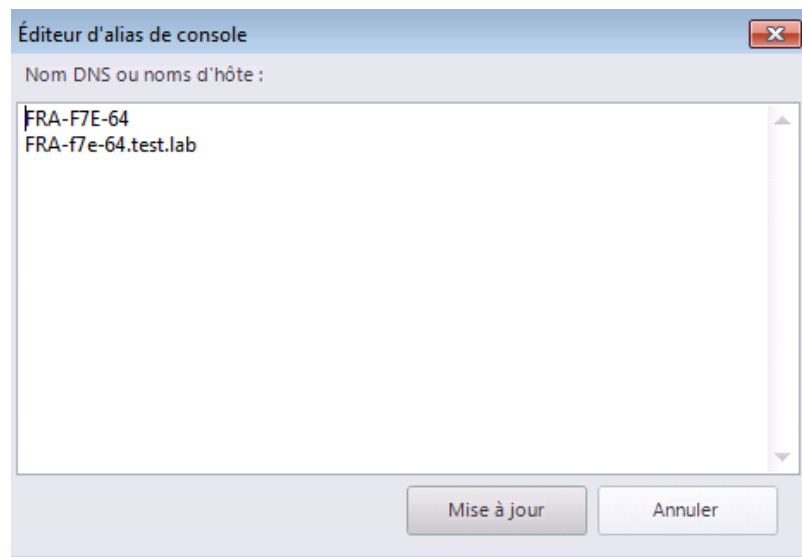 Éditeur d'alias de console
Nom DNS ou noms d'hôte :
FRA-F7E-64
FRA-f7e-64.test.lab
Mise à jour Annuler